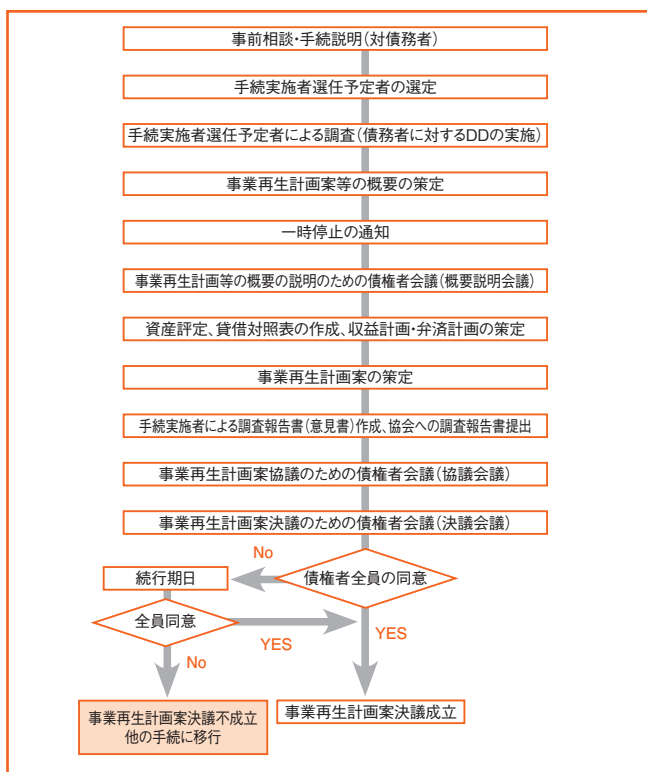 事前相談・手続説明(対債務者)
手続実施者選任予定者の選定
手続実施者選任予定者による調査(債務者に対するDDの実施)
事業再生計画案等の概要の策定
一時停止の通知
事業再生計画等の概要の説明のための債権者会議(概要説明会議)
資産評定、貸借対照表の作成、収益計画・弁済計画の策定
事業再生計画案の策定
手続実施者による調査報告書(意見書)作成、協会への調査報告書提出
事業再生計画案協議のための債権者会議(協議会議)
事業再生計画案決議のための債権者会議(決議会議)
No
債権者全員の同意
続行期日
全員同意
YES
YES
No
事業再生計画案決議不成立
他の手続に移行
事業再生計画案決議成立